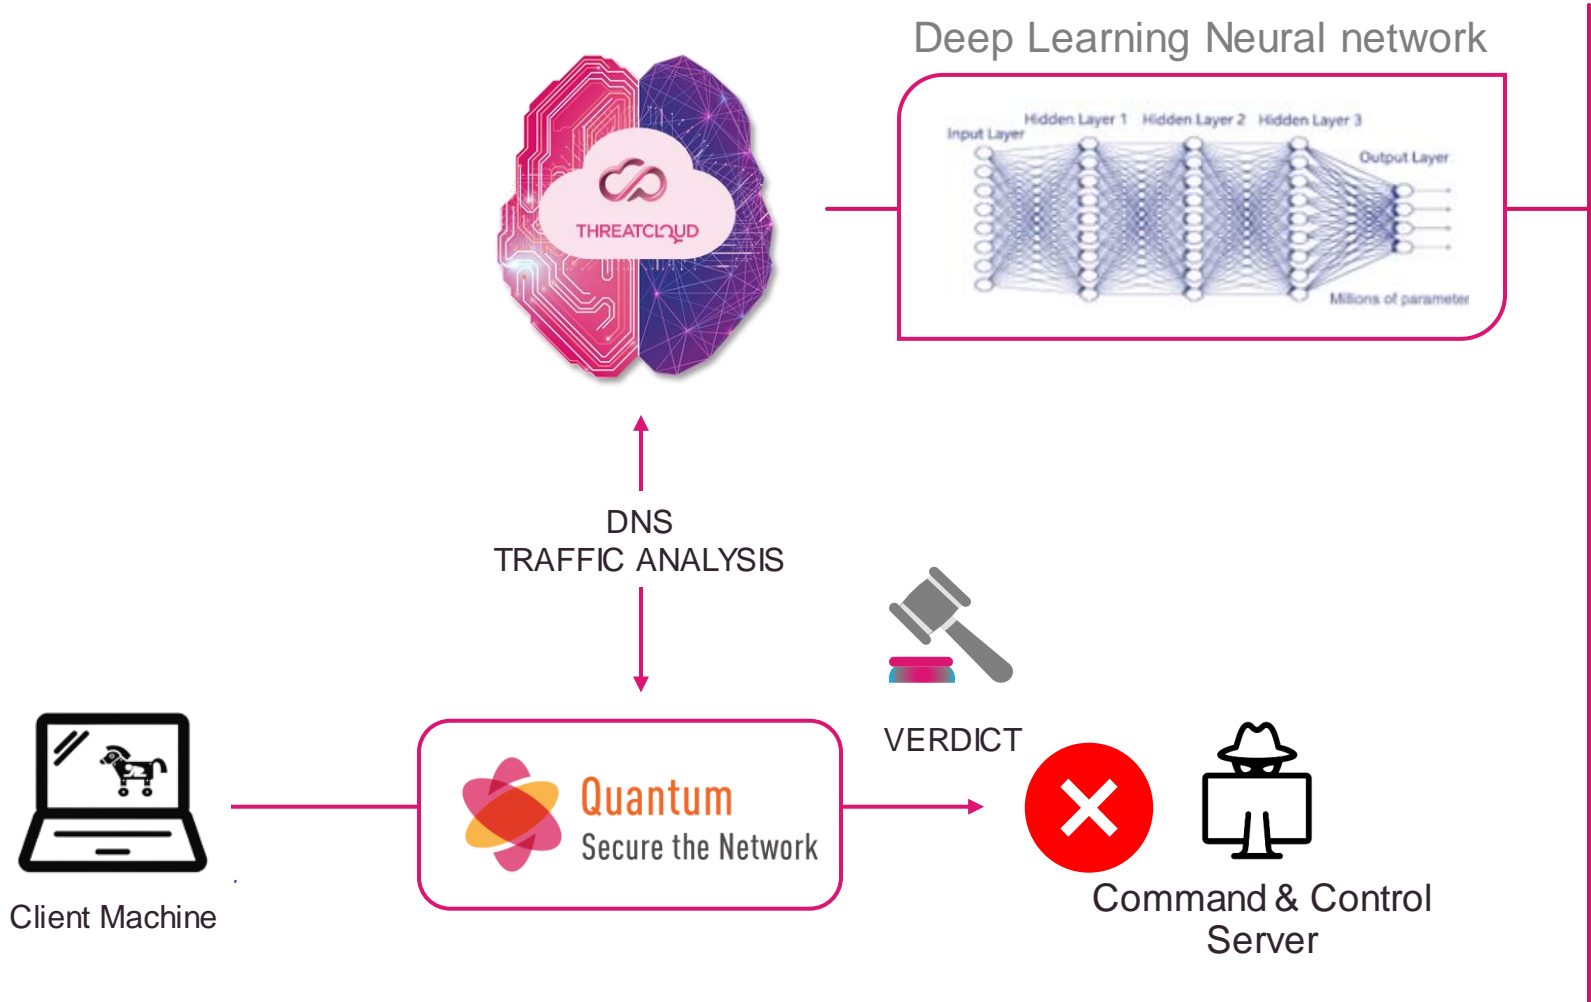 Deep Learning Neural network
Hidden Layer 1 Hidden Layer 2 Hidden Layer 3
Input Layer
Output Layer
THREATCLOUD
Millions of parameter
DNS
TRAFFIC ANALYSIS
VERDICT
Quantum
Secure the Network
Client Machine
Command & Control
Server